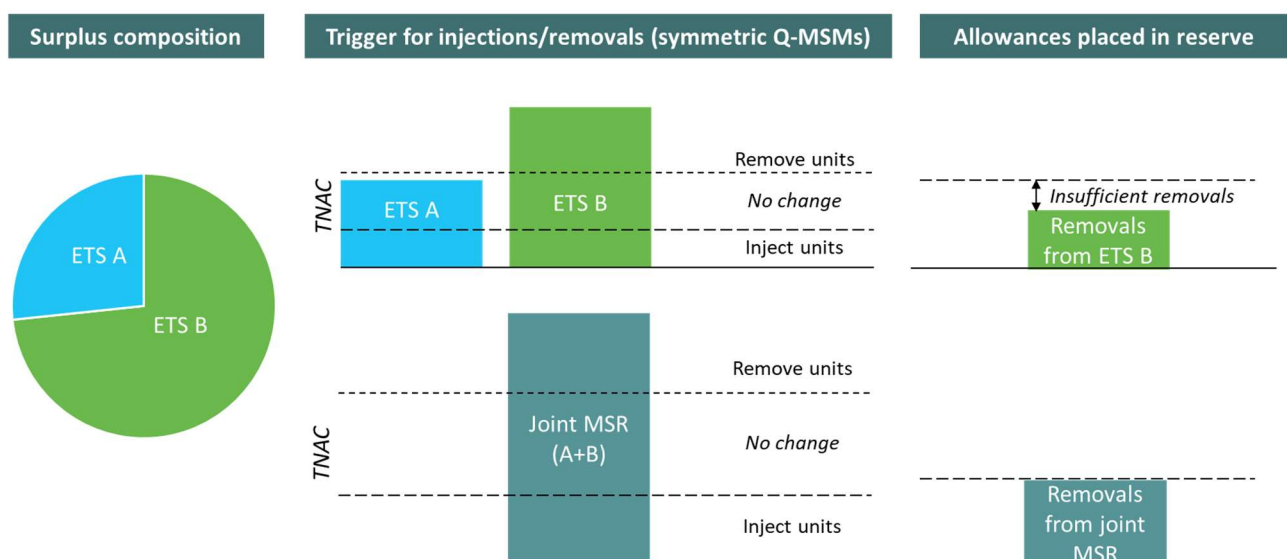 Surplus composition
Trigger for injections/removals (symmetric Q-MSMs)
Allowances placed in reserve
ETS A
ETS B
TNAC
ETS A
ETS B
Remove units
No change
Inject units
Insufficient removals
Removals
from ETS B
TNAC
Joint MSR
(A+B)
Remove units
No change
Inject units
Removals
from joint
MSR